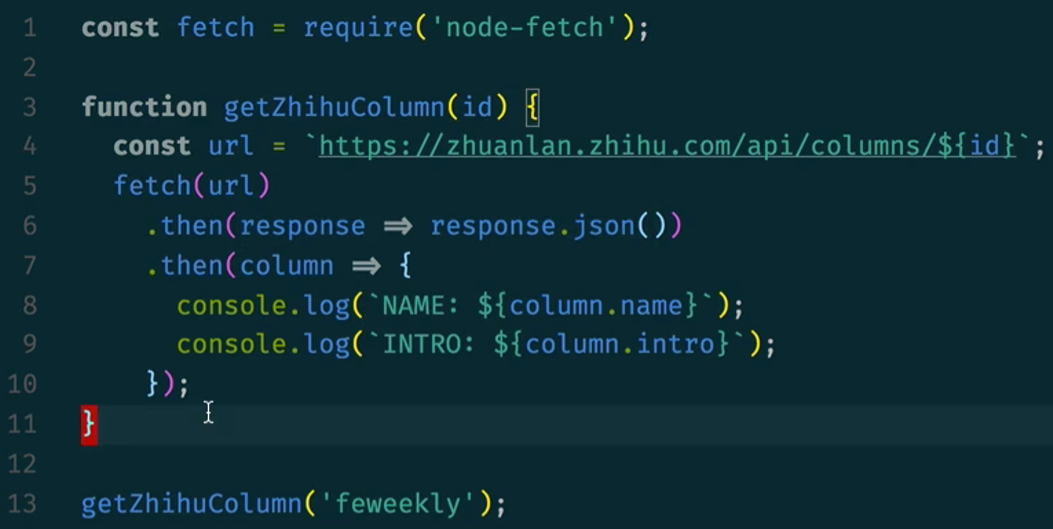 1 const fetch = require('node-fetch');
2
3 function getZhihuColumn(id) {
4   const url = `https://zhuanlan.zhihu.com/api/columns/${id}`;
5   fetch(url)
6     .then(response => response.json())
7     .then(column => {
8       console.log(`NAME: ${column.name}`);
9       console.log(`INTRO: ${column.intro}`);
10     });
11 }
12
13 getZhihuColumn('feweekly');